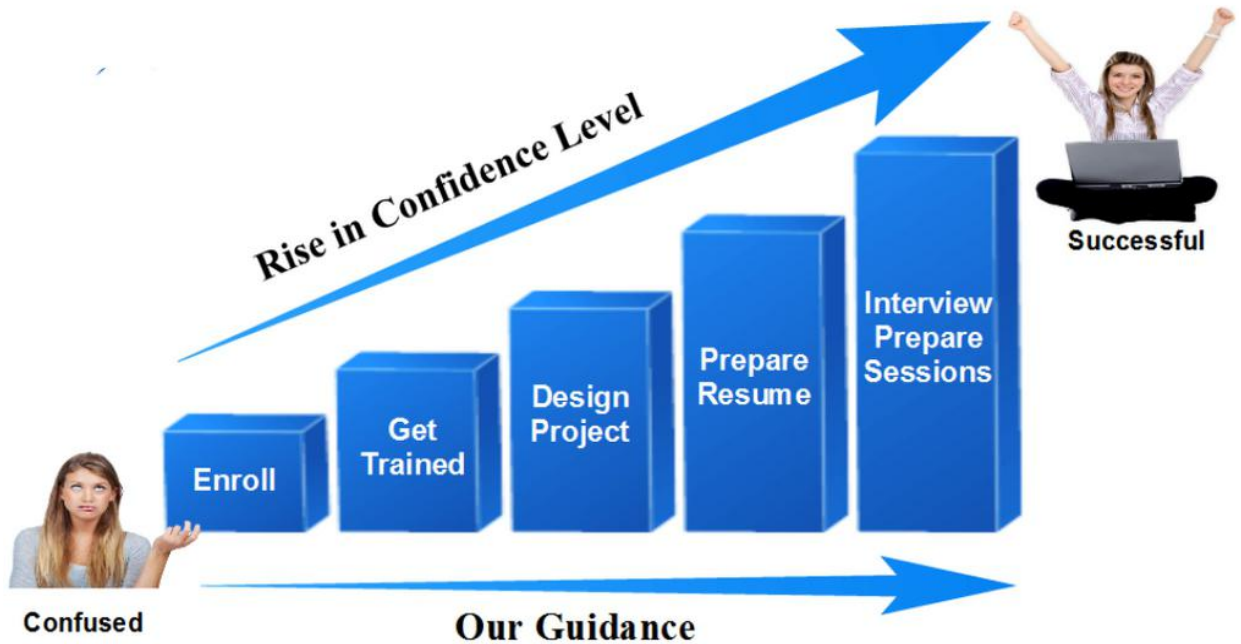 Rise in Confidence Level
Successful
Interview
Prepare
Sessions
Prepare
Resume
Design
Project
Get
Trained
Enroll
Confused
Our Guidance